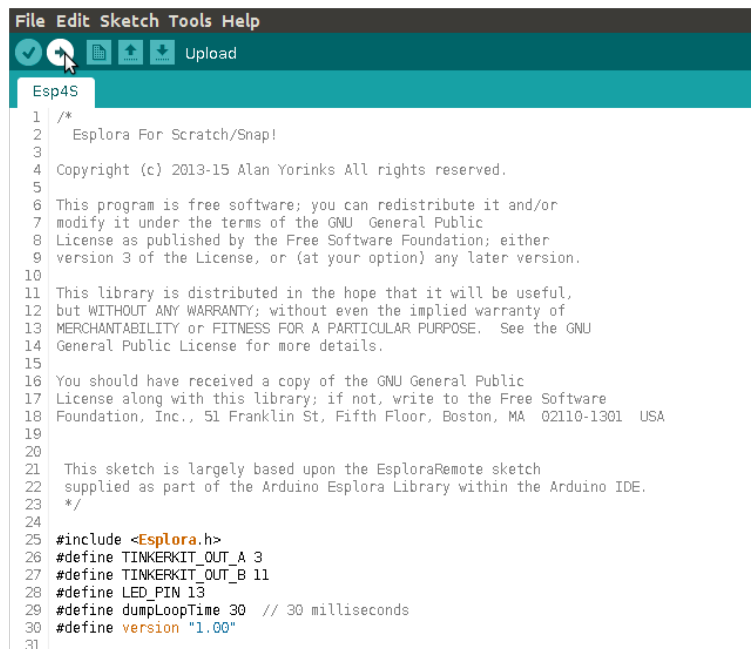 File Edit Sketch Tools Help
Upload
Esp4S
1 /*
2   Esplora For Scratch/Snap!
3
4 Copyright (c) 2013-15 Alan Yorinks All rights reserved.
5
6 This program is free software; you can redistribute it and/or
7 modify it under the terms of the GNU  General Public
8 License as published by the Free Software Foundation; either
9 version 3 of the License, or (at your option) any later version.
10
11 This library is distributed in the hope that it will be useful,
12 but WITHOUT ANY WARRANTY; without even the implied warranty of
13 MERCHANTABILITY or FITNESS FOR A PARTICULAR PURPOSE.  See the GNU
14 General Public License for more details.
15
16 You should have received a copy of the GNU General Public
17 License along with this library; if not, write to the Free Software
18 Foundation, Inc., 51 Franklin St, Fifth Floor, Boston, MA  02110-1301  USA
19
20
21  This sketch is largely based upon the EsploraRemote sketch
22  supplied as part of the Arduino Esplora Library within the Arduino IDE.
23  */
24
25 #include <Esplora.h>
26 #define TINKERKIT_OUT_A 3
27 #define TINKERKIT_OUT_B 11
28 #define LED_PIN 13
29 #define dumpLoopTime 30  // 30 milliseconds
30 #define version "1.00"
31